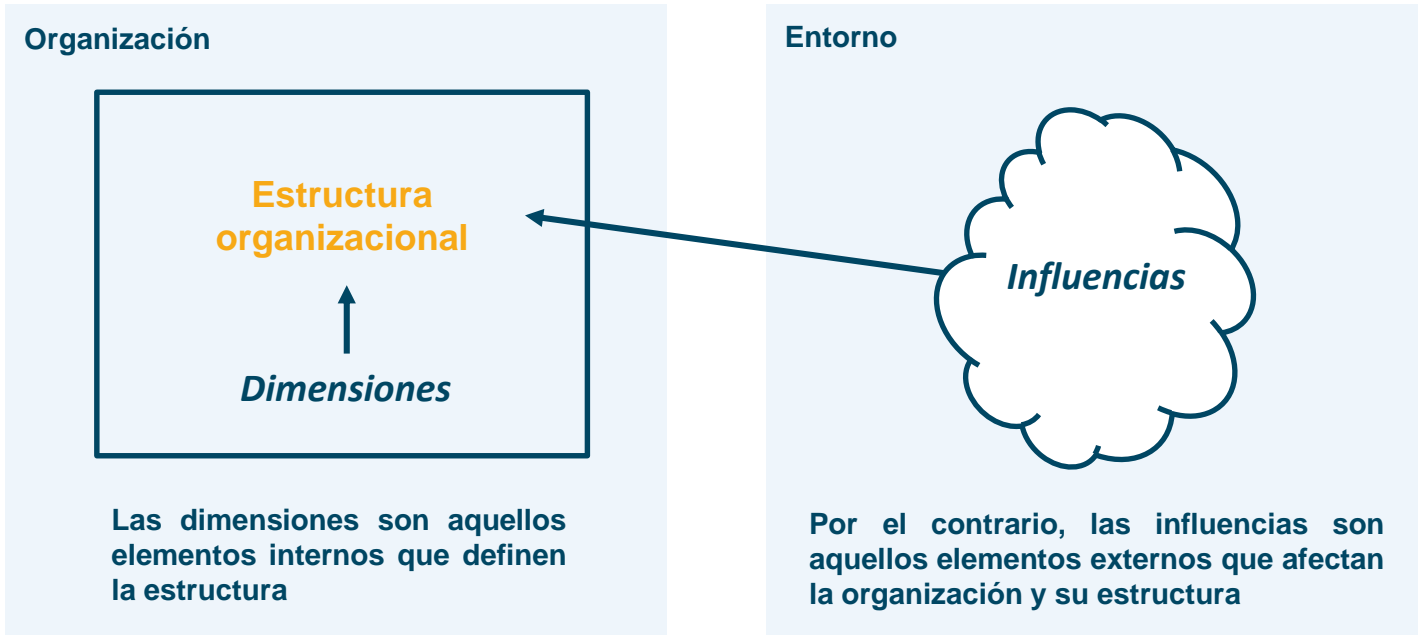 Organización
Estructura
organizacional
Dimensiones
Las dimensiones son aquellos
elementos internos que definen
la estructura
Entorno
Influencias
Por el contrario, las influencias son
aquellos elementos externos que afectan
la organización y su estructura